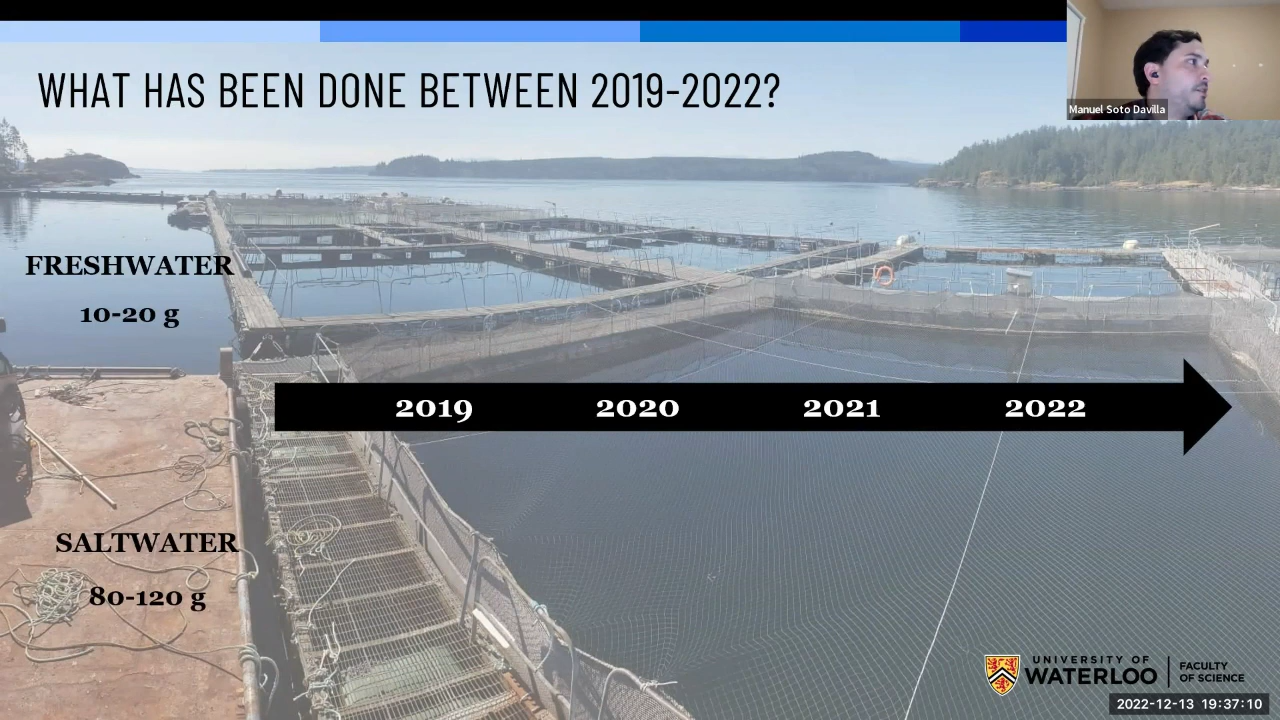 WHAT HAS BEEN DONE BETWEEN 2019-2022?
Manuel Soto Davilla
FRESHWATER
10-20 g
2019 2020 2021 2022
SALTWATER
80-120 g
UNIVERSITY OF
WATERLOO
FACULTY
OF SCIENCE
2022-12-13 19:37:10